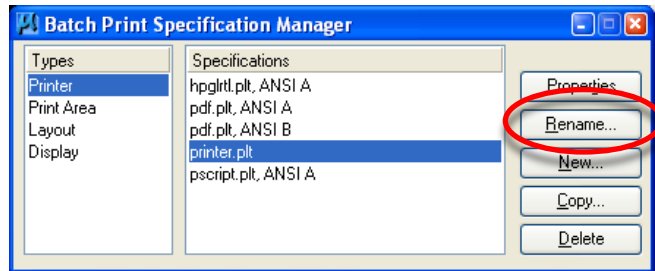 Batch Print Specification Manager
Types
Specifications
Printer
Print Area
Layout
Display
hpglrtl.plt, ANSI A
pdf.plt, ANSI A
pdf.plt, ANSI B
printer.plt
pscript.plt, ANSI A
Properties
Rename...
New...
Copy...
Delete